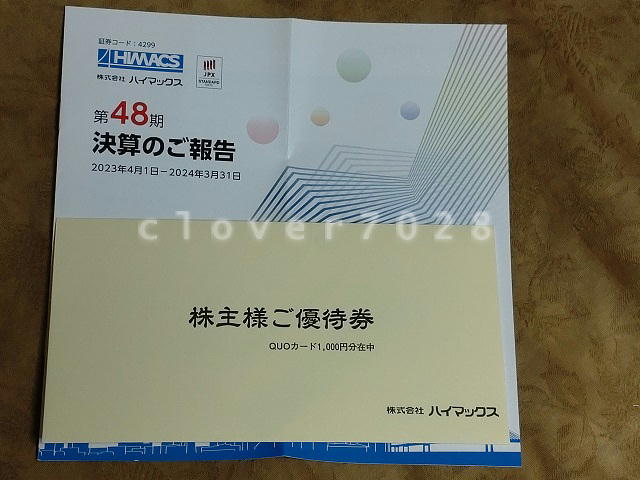 証券コード：4299
HIMACS
株式会社 ハイマックス
JPX
STANDARD
第48期
決算のご報告
2023年4月1日－2024年3月31日
clover7028
株主様ご優待券
QUOカード1,000円分在中
株式会社 ハイマックス